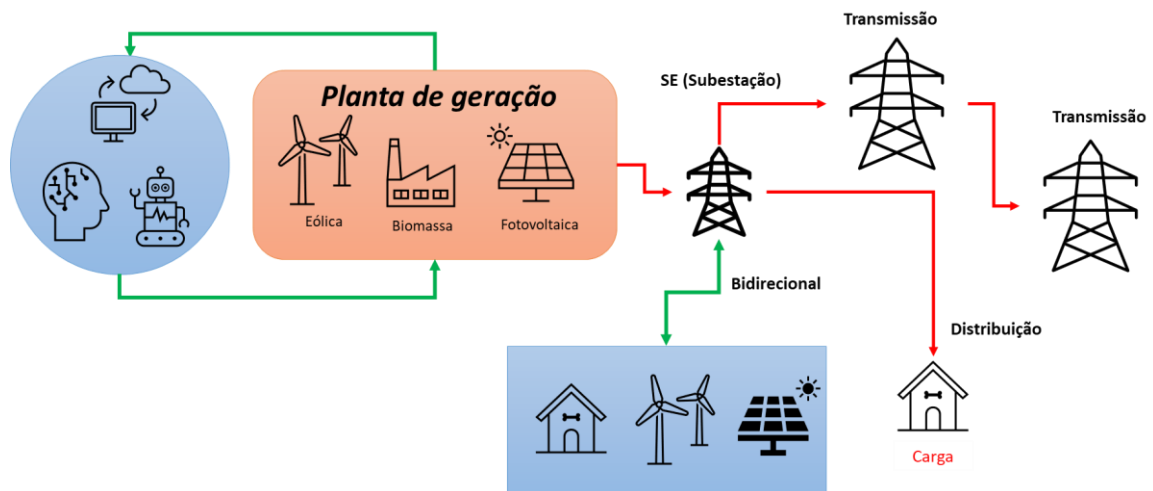 Transmissão
SE (Subestação)
Planta de geração
Transmissão
Eólica
Biomassa
Fotovoltaica
Bidirecional
Distribuição
Carga